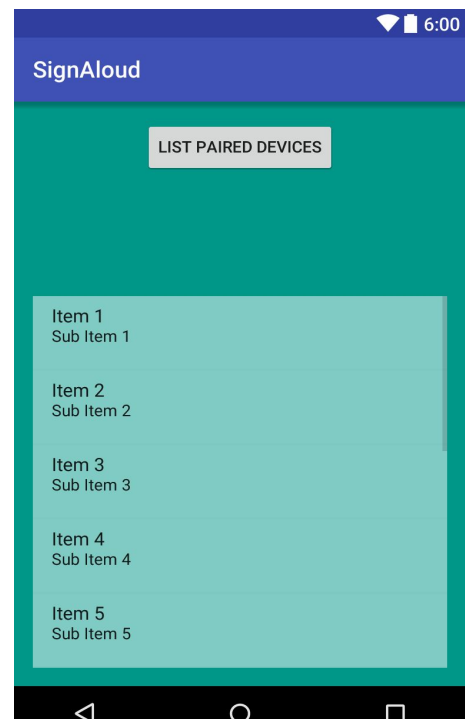 6:00
SignAloud
LIST PAIRED DEVICES
Item 1
Sub Item 1
Item 2
Sub Item 2
Item 3
Sub Item 3
Item 4
Sub Item 4
Item 5
Sub Item 5